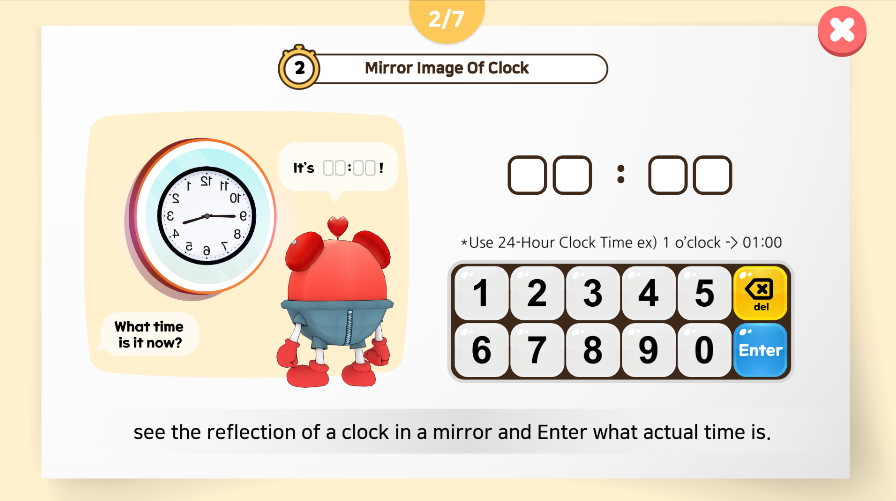 2/7
2
Mirror Image Of Clock
12
1
2
3
4
5
6
7
8
9
10
11
It's 00:00!
What time
is it now?
:
*Use 24-Hour Clock Time ex) 1 o'clock -> 01:00
1 2 3 4 5 del
6 7 8 9 0 Enter
see the reflection of a clock in a mirror and Enter what actual time is.